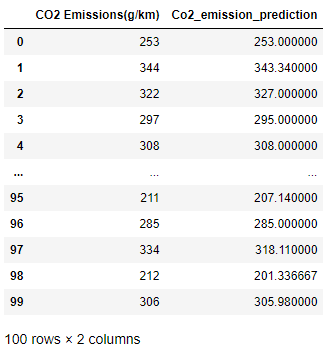 CO2 Emissions(g/km) Co2_emission_prediction
0 253 253.000000
1 344 343.340000
2 322 327.000000
3 297 295.000000
4 308 308.000000
... ... ...
95 211 207.140000
96 285 285.000000
97 334 318.110000
98 212 201.336667
99 306 305.980000
100 rows × 2 columns